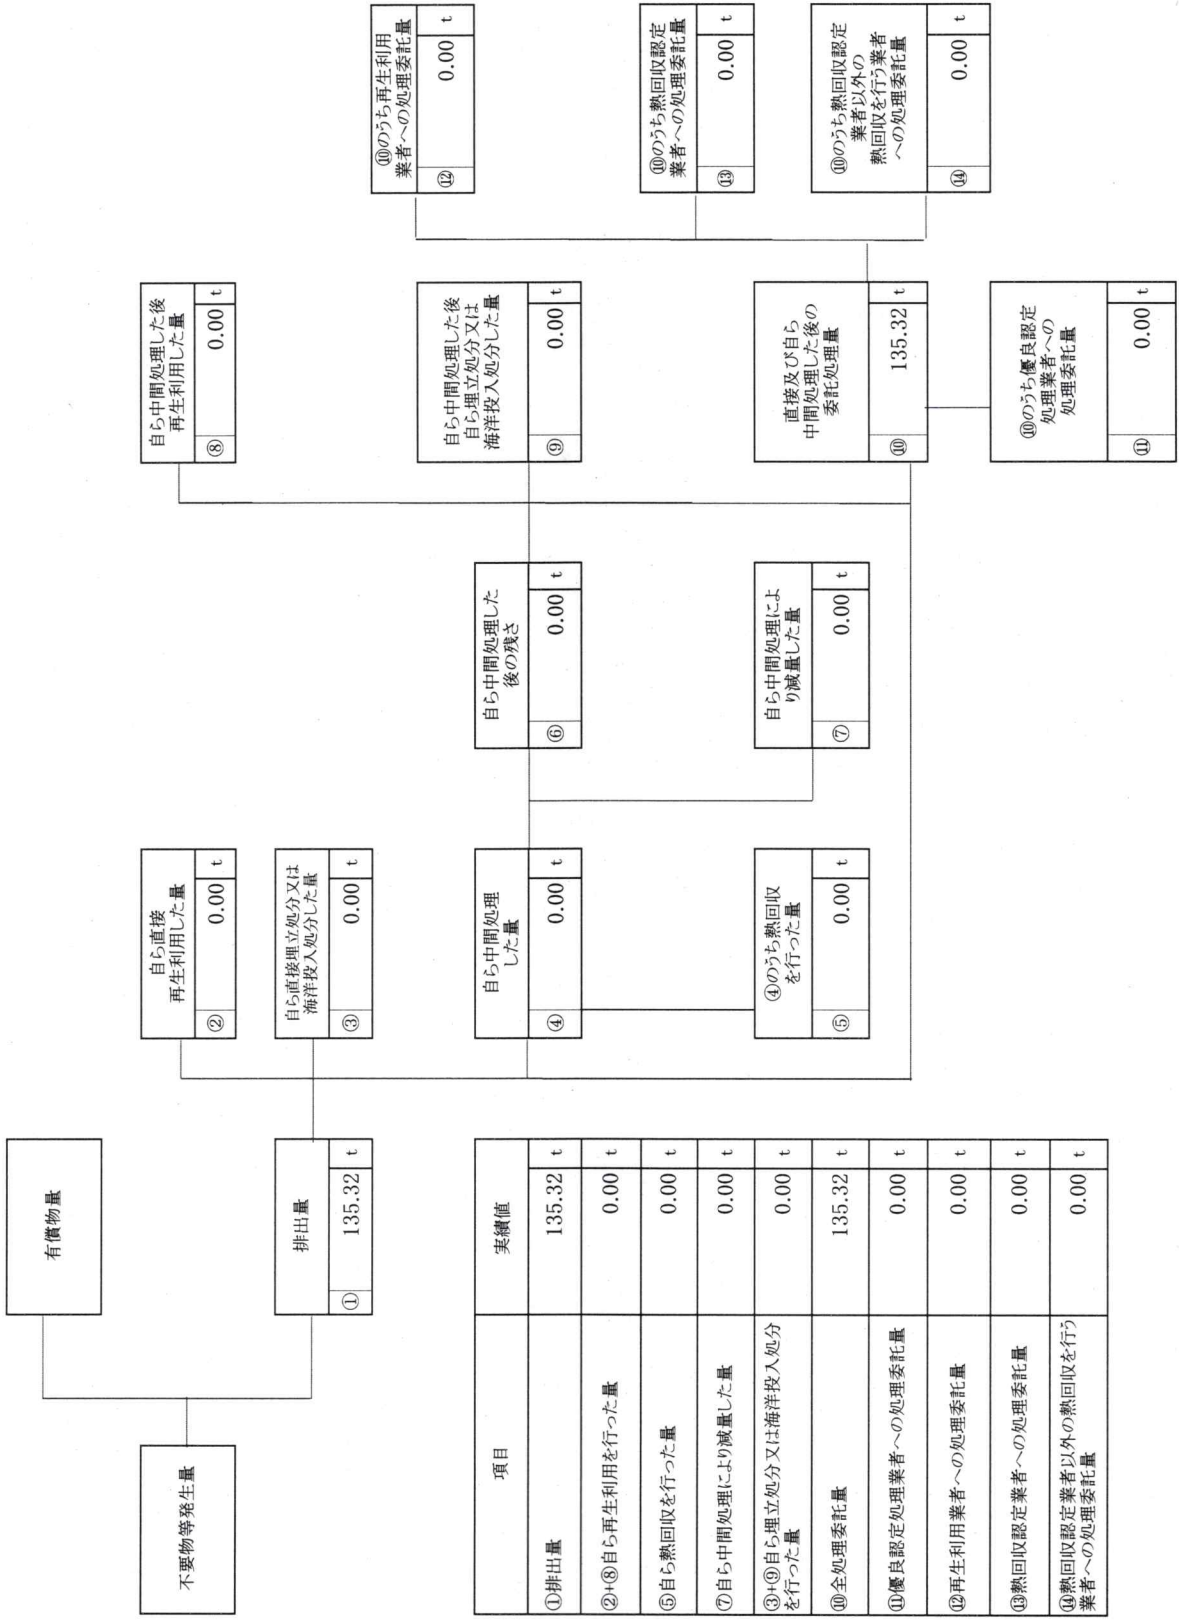 不要物等発生量
有償物量
排出量
① 135.32 t
自ら直接
再生利用した量
② 0.00 t
自ら直接埋立処分又は
海洋投入処分した量
③ 0.00 t
自ら中間処理
した量
④ 0.00 t
④のうち熱回収
を行った量
⑤ 0.00 t
自ら中間処理した
後の残さ
⑥ 0.00 t
自ら中間処理によ
り減量した量
⑦ 0.00 t
自ら中間処理した後
再生利用した量
⑧ 0.00 t
自ら中間処理した後
自ら埋立処分又は
海洋投入処分した量
⑨ 0.00 t
直接及び自ら
中間処理した後の
委託処理量
⑩ 135.32 t
⑩のうち優良認定
処理業者への
処理委託量
⑪ 0.00 t
⑩のうち再生利用
業者への処理委託量
⑫ 0.00 t
⑩のうち熱回収認定
業者への処理委託量
⑬ 0.00 t
⑩のうち熱回収認定
業者以外の
熱回収を行う業者
への処理委託量
⑭ 0.00 t
項目 実績値
①排出量 135.32 t
②+⑧自ら再生利用を行った量 0.00 t
⑤自ら熱回収を行った量 0.00 t
⑦自ら中間処理により減量した量 0.00 t
③+⑨自ら埋立処分又は海洋投入処分
を行った量 0.00 t
⑩全処理委託量 135.32 t
⑪優良認定処理業者への処理委託量 0.00 t
⑫再生利用業者への処理委託量 0.00 t
⑬熱回収認定業者への処理委託量 0.00 t
⑭熱回収認定業者以外の熱回収を行う
業者への処理委託量 0.00 t